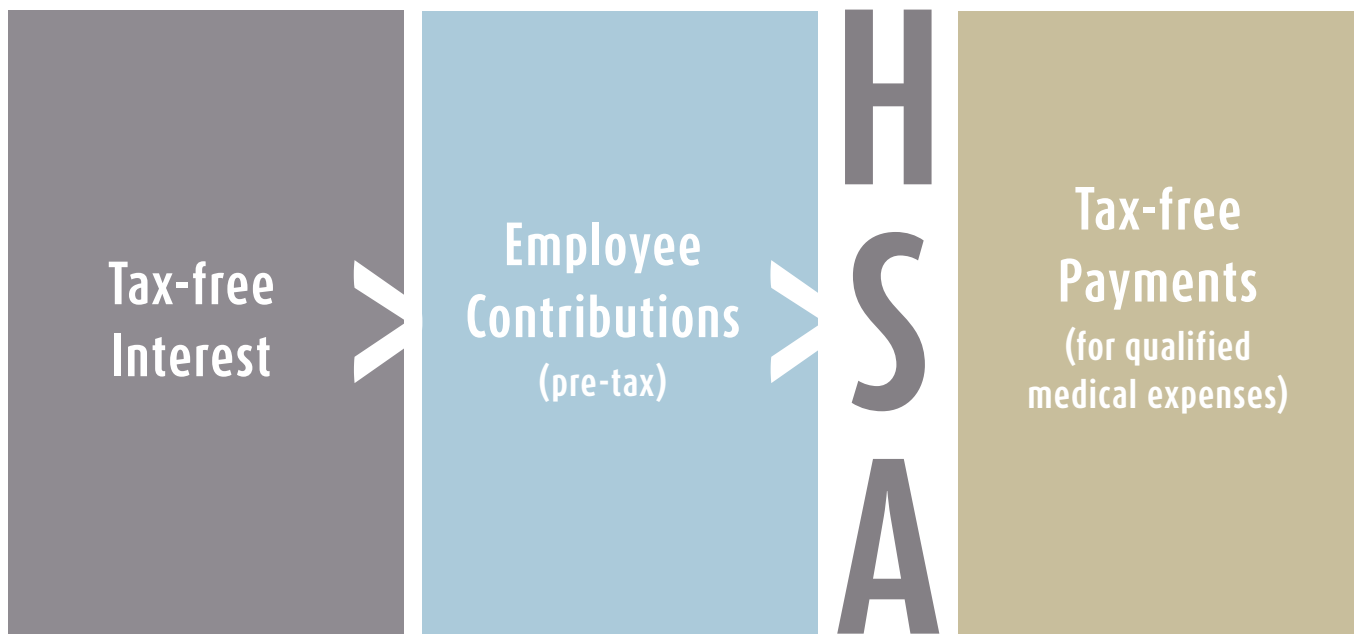 Tax-free
Interest
>
Employee
Contributions
(pre-tax)
>
H
S
A
Tax-free
Payments
(for qualified
medical expenses)